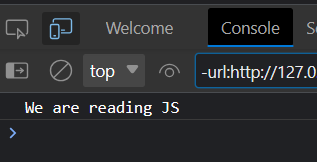 Welcome Console
top -url:http://127.0
We are reading JS